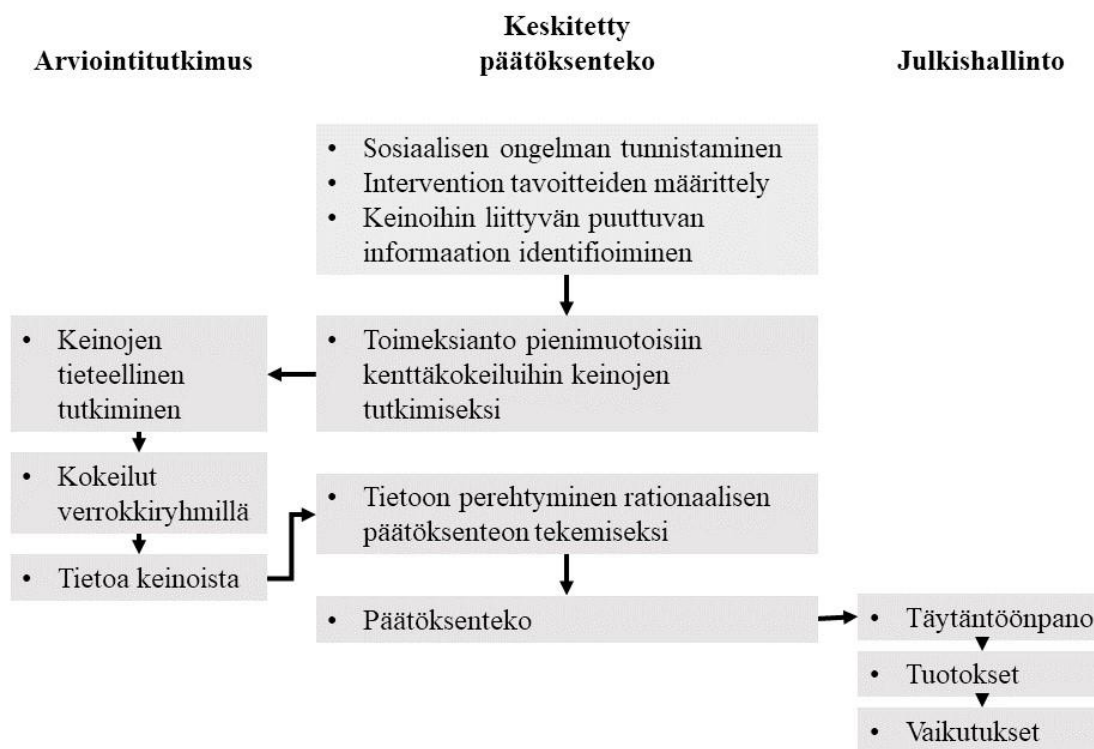 Arviointitutkimus
Keskitetty
päätöksenteko
Julkishallinto
• Sosiaalisen ongelman tunnistaminen
• Intervention tavoitteiden määrittely
• Keinoihin liittyvän puuttuvan
informaation identifioiminen
• Toimeksianto pienimuotoisiin
kenttäkokeiluihin keinojen
tutkimiseksi
• Keinojen
tieteellinen
tutkiminen
• Kokeilut
verrokkiryhmillä
• Tietoa keinoista
• Tietoon perehtyminen rationaalisen
päätöksenteon tekemiseksi
• Päätöksenteko
• Täytäntöönpano
• Tuotokset
• Vaikutukset